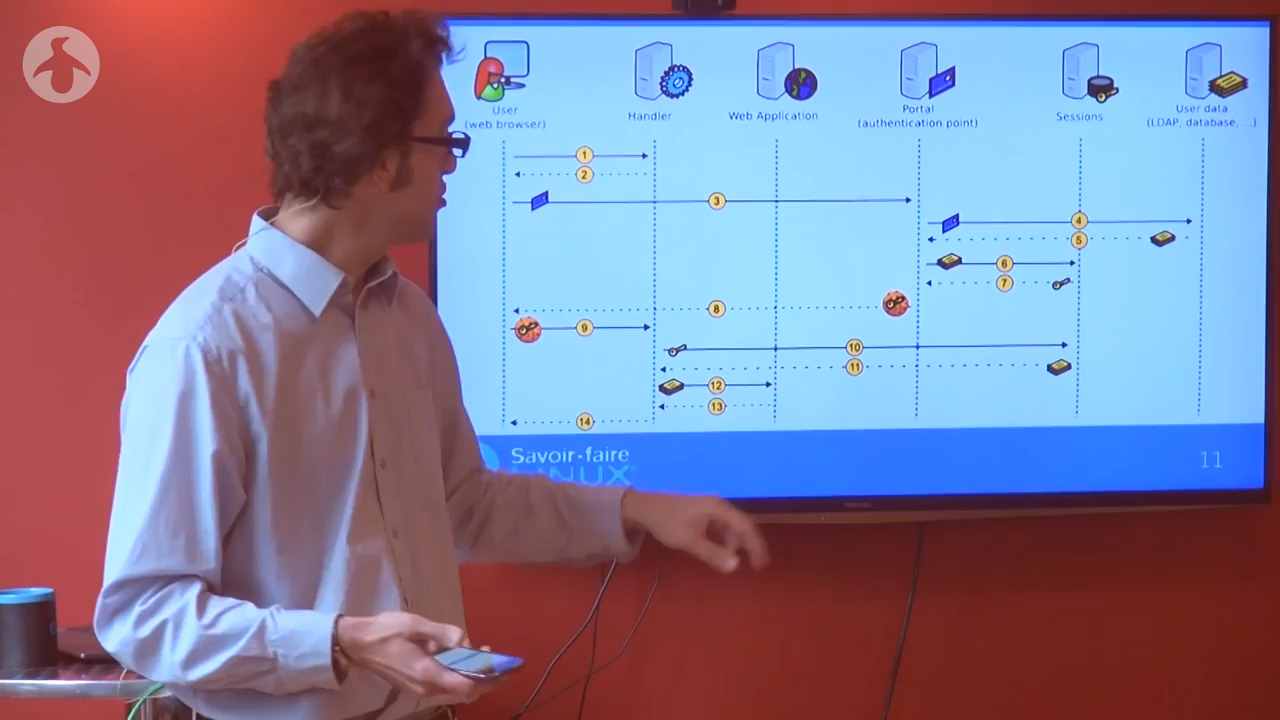 User
(web browser)
Handler
Web Application
Portal
(authentication point)
Sessions
User data
(LDAP, database, ...)
1
2
3
4
5
6
7
8
9
10
11
12
13
14
Savoir-faire
LINUX
11